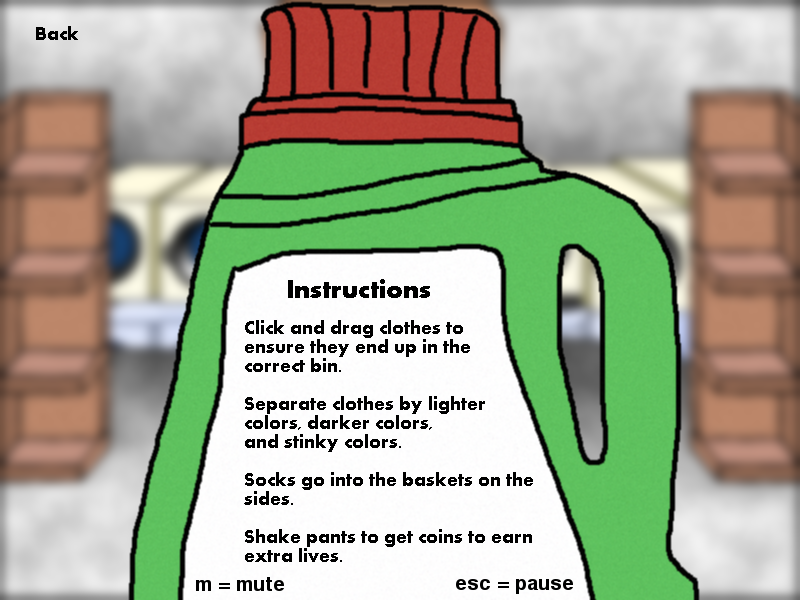 Back
Instructions
Click and drag clothes to
ensure they end up in the
correct bin.
Separate clothes by lighter
colors, darker colors,
and stinky colors.
Socks go into the baskets on the
sides.
Shake pants to get coins to earn
extra lives.
m = mute
esc = pause